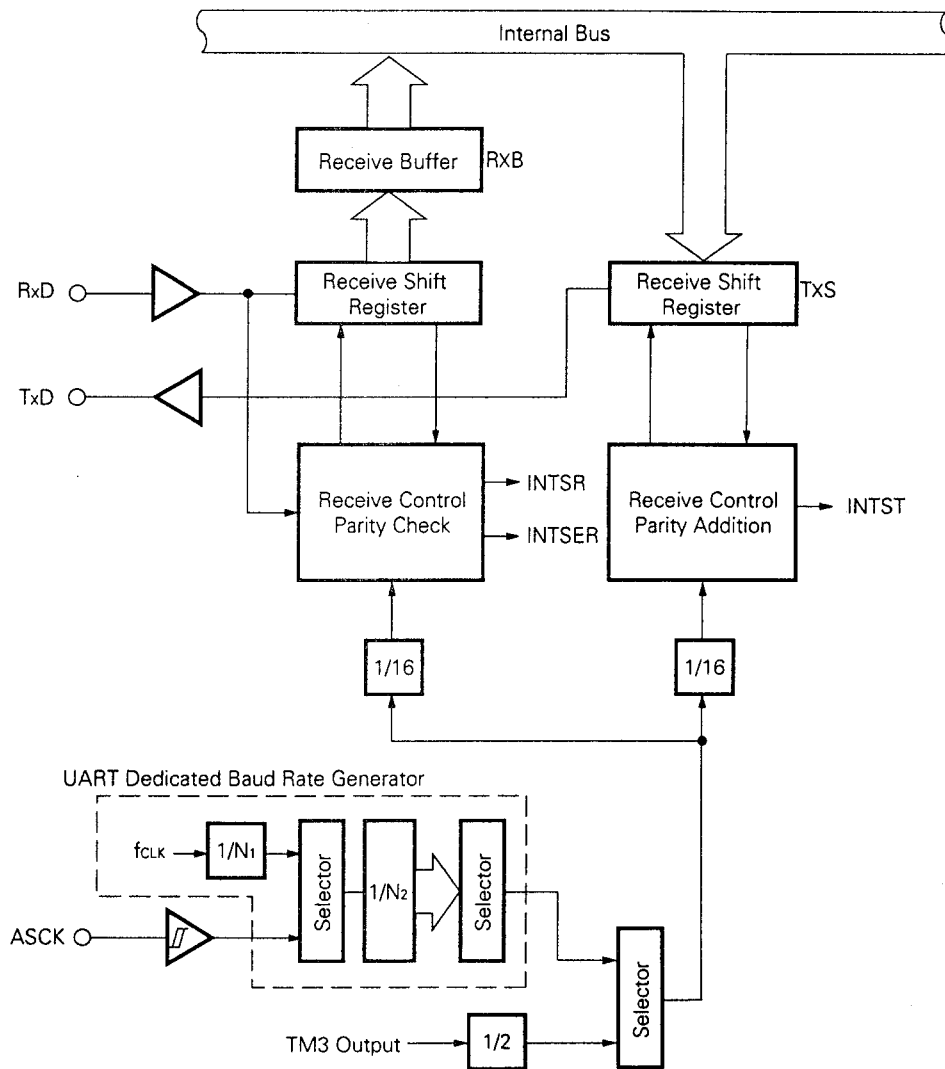 Internal Bus
Receive Buffer
RxB
RxD
Receive Shift
Register
Receive Shift
Register
TxS
TxD
Receive Control
Parity Check
INTSR
INTSER
Receive Control
Parity Addition
INTST
1/16
1/16
UART Dedicated Baud Rate Generator
fCLK
1/N1
Selector
1/N2
Selector
ASCK
Selector
TM3 Output
1/2